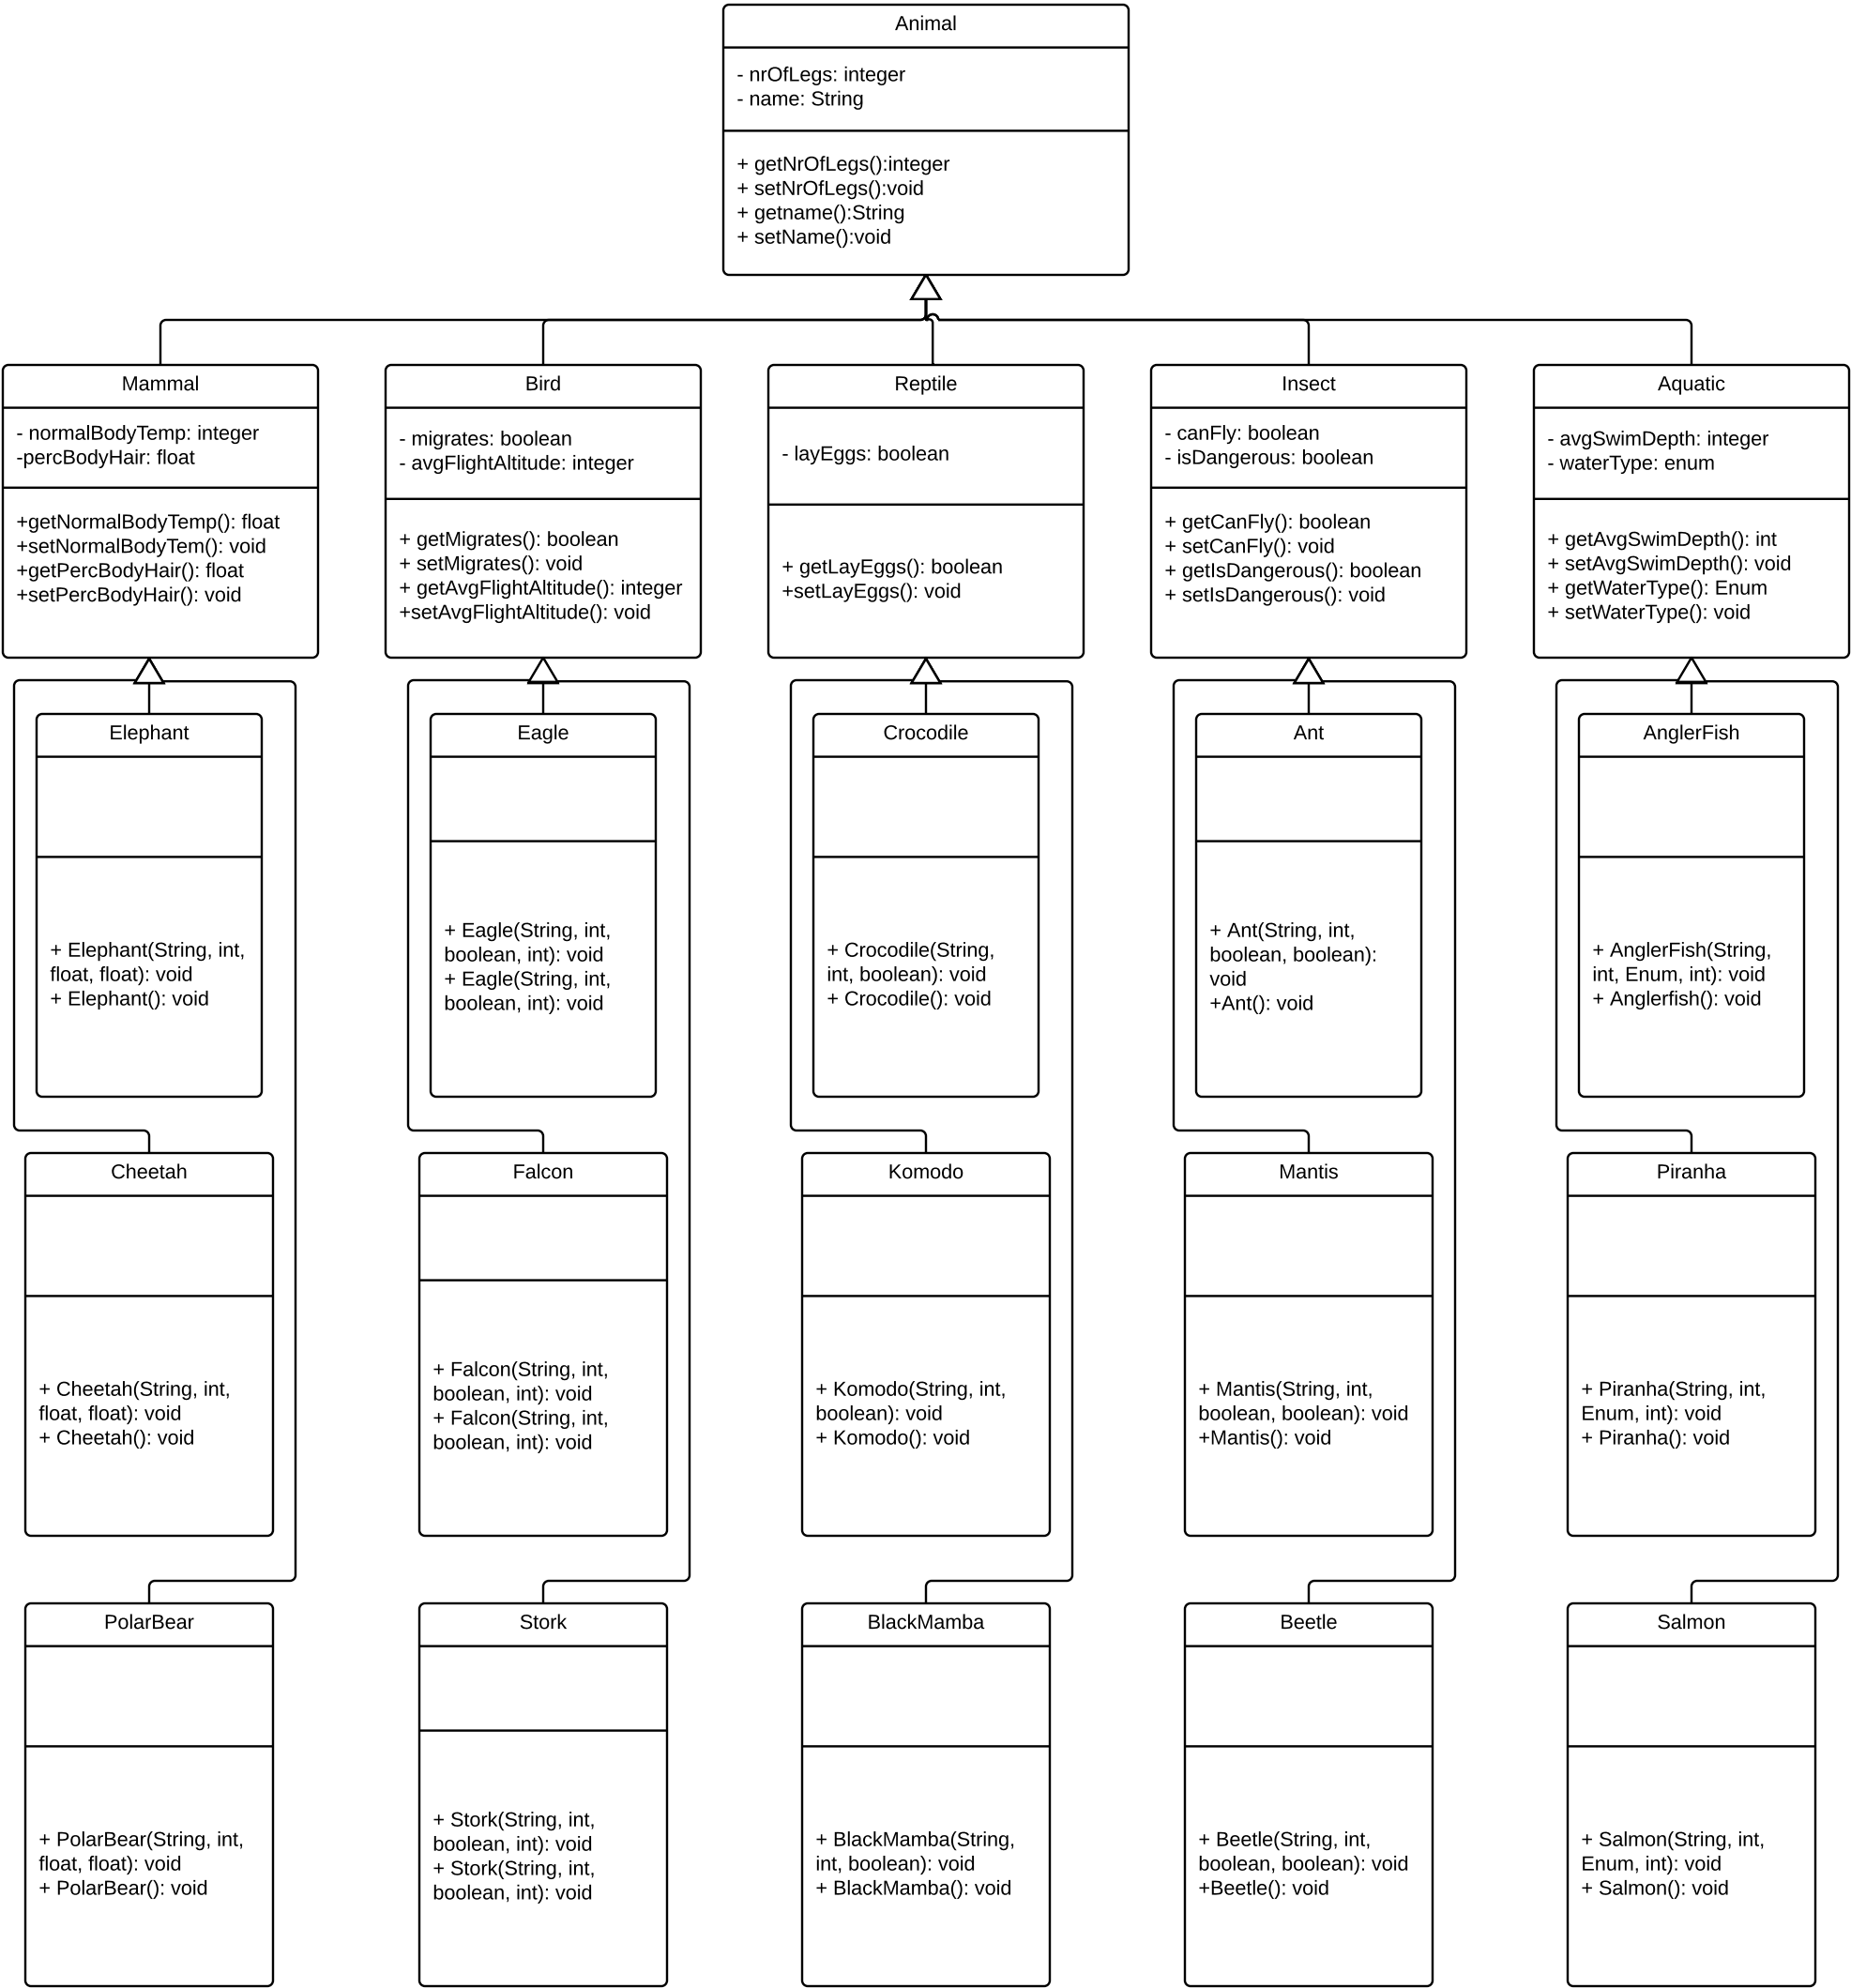 Animal
- nrOfLegs: integer
- name: String
+ getNrOfLegs():integer
+ setNrOfLegs():void
+ getname():String
+ setName():void
Mammal
- normalBodyTemp: integer
-percBodyHair: float
+getNormalBodyTemp(): float
+setNormalBodyTem(): void
+getPercBodyHair(): float
+setPercBodyHair(): void
Bird
- migrates: boolean
- avgFlightAltitude: integer
+ getMigrates(): boolean
+ setMigrates(): void
+ getAvgFlightAltitude(): integer
+setAvgFlightAltitude(): void
Reptile
- layEggs: boolean
+ getLayEggs(): boolean
+setLayEggs(): void
Insect
- canFly: boolean
- isDangerous: boolean
+ getCanFly(): boolean
+ setCanFly(): void
+ getIsDangerous(): boolean
+ setIsDangerous(): void
Aquatic
- avgSwimDepth: integer
- waterType: enum
+ getAvgSwimDepth(): int
+ setAvgSwimDepth(): void
+ getWaterType(): Enum
+ setWaterType(): void
Elephant
+ Elephant(String, int,
float, float): void
+ Elephant(): void
Eagle
+ Eagle(String, int,
boolean, int): void
+ Eagle(String, int,
boolean, int): void
Crocodile
+ Crocodile(String,
int, boolean): void
+ Crocodile(): void
Ant
+ Ant(String, int,
boolean, boolean):
void
+Ant(): void
AnglerFish
+ AnglerFish(String,
int, Enum, int): void
+ Anglerfish(): void
Cheetah
+ Cheetah(String, int,
float, float): void
+ Cheetah(): void
Falcon
+ Falcon(String, int,
boolean, int): void
+ Falcon(String, int,
boolean, int): void
Komodo
+ Komodo(String, int,
boolean): void
+ Komodo(): void
Mantis
+ Mantis(String, int,
boolean, boolean): void
+Mantis(): void
Piranha
+ Piranha(String, int,
Enum, int): void
+ Piranha(): void
PolarBear
+ PolarBear(String, int,
float, float): void
+ PolarBear(): void
Stork
+ Stork(String, int,
boolean, int): void
+ Stork(String, int,
boolean, int): void
BlackMamba
+ BlackMamba(String,
int, boolean): void
+ BlackMamba(): void
Beetle
+ Beetle(String, int,
boolean, boolean): void
+Beetle(): void
Salmon
+ Salmon(String, int,
Enum, int): void
+ Salmon(): void